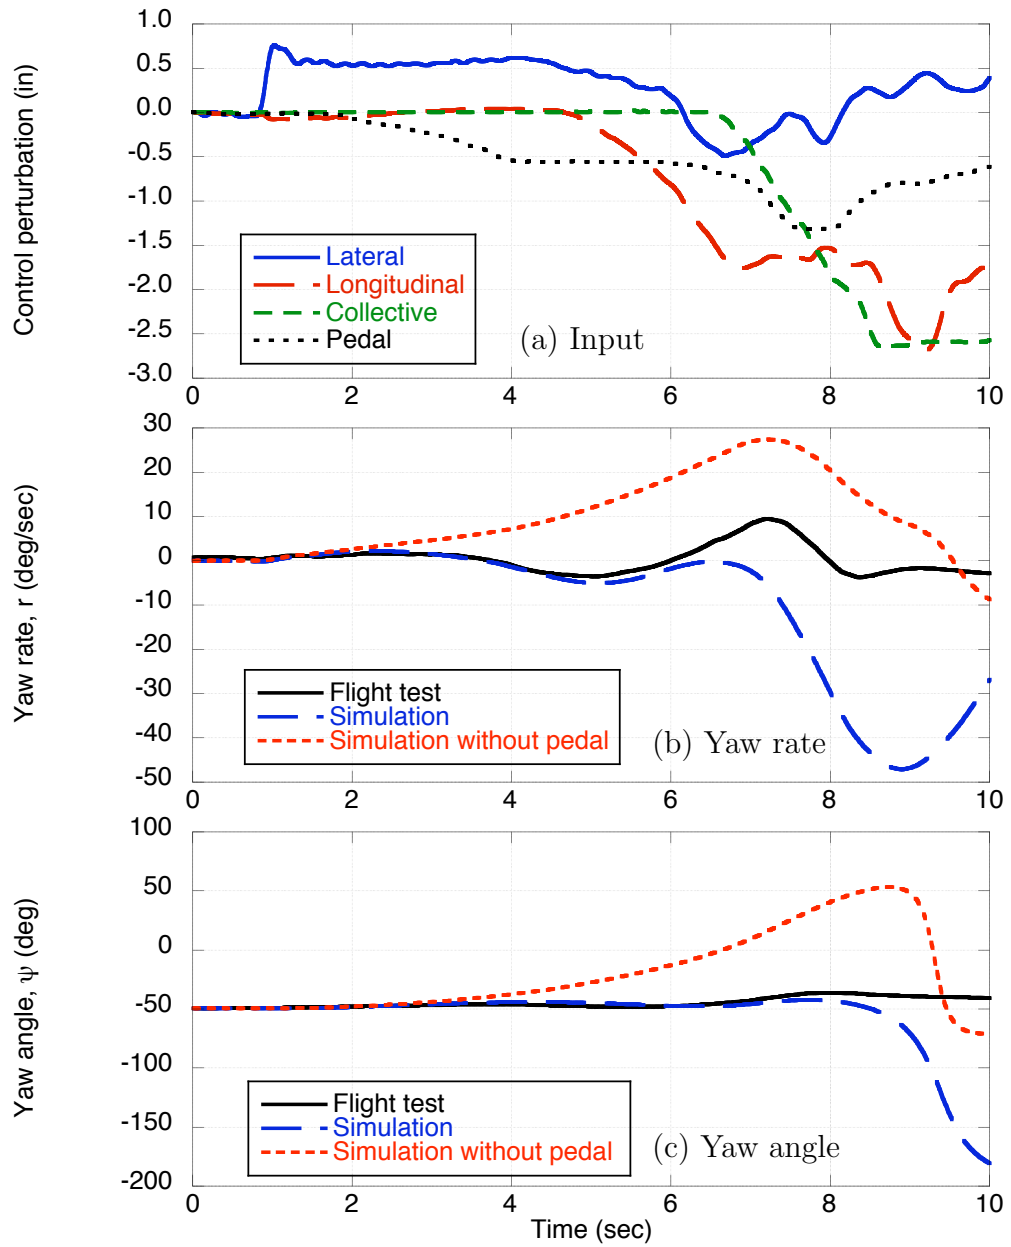 Control perturbation (in)
1.0
0.5
0.0
-0.5
-1.0
-1.5
-2.0
-2.5
-3.0
Lateral
Longitudinal
Collective
Pedal
(a) Input
0 2 4 6 8 10
Yaw rate, r (deg/sec)
30
20
10
0
-10
-20
-30
-40
-50
Flight test
Simulation
Simulation without pedal
(b) Yaw rate
0 2 4 6 8 10
Yaw angle, ψ (deg)
100
50
0
-50
-100
-150
-200
Flight test
Simulation
Simulation without pedal
(c) Yaw angle
0 2 4 6 8 10
Time (sec)